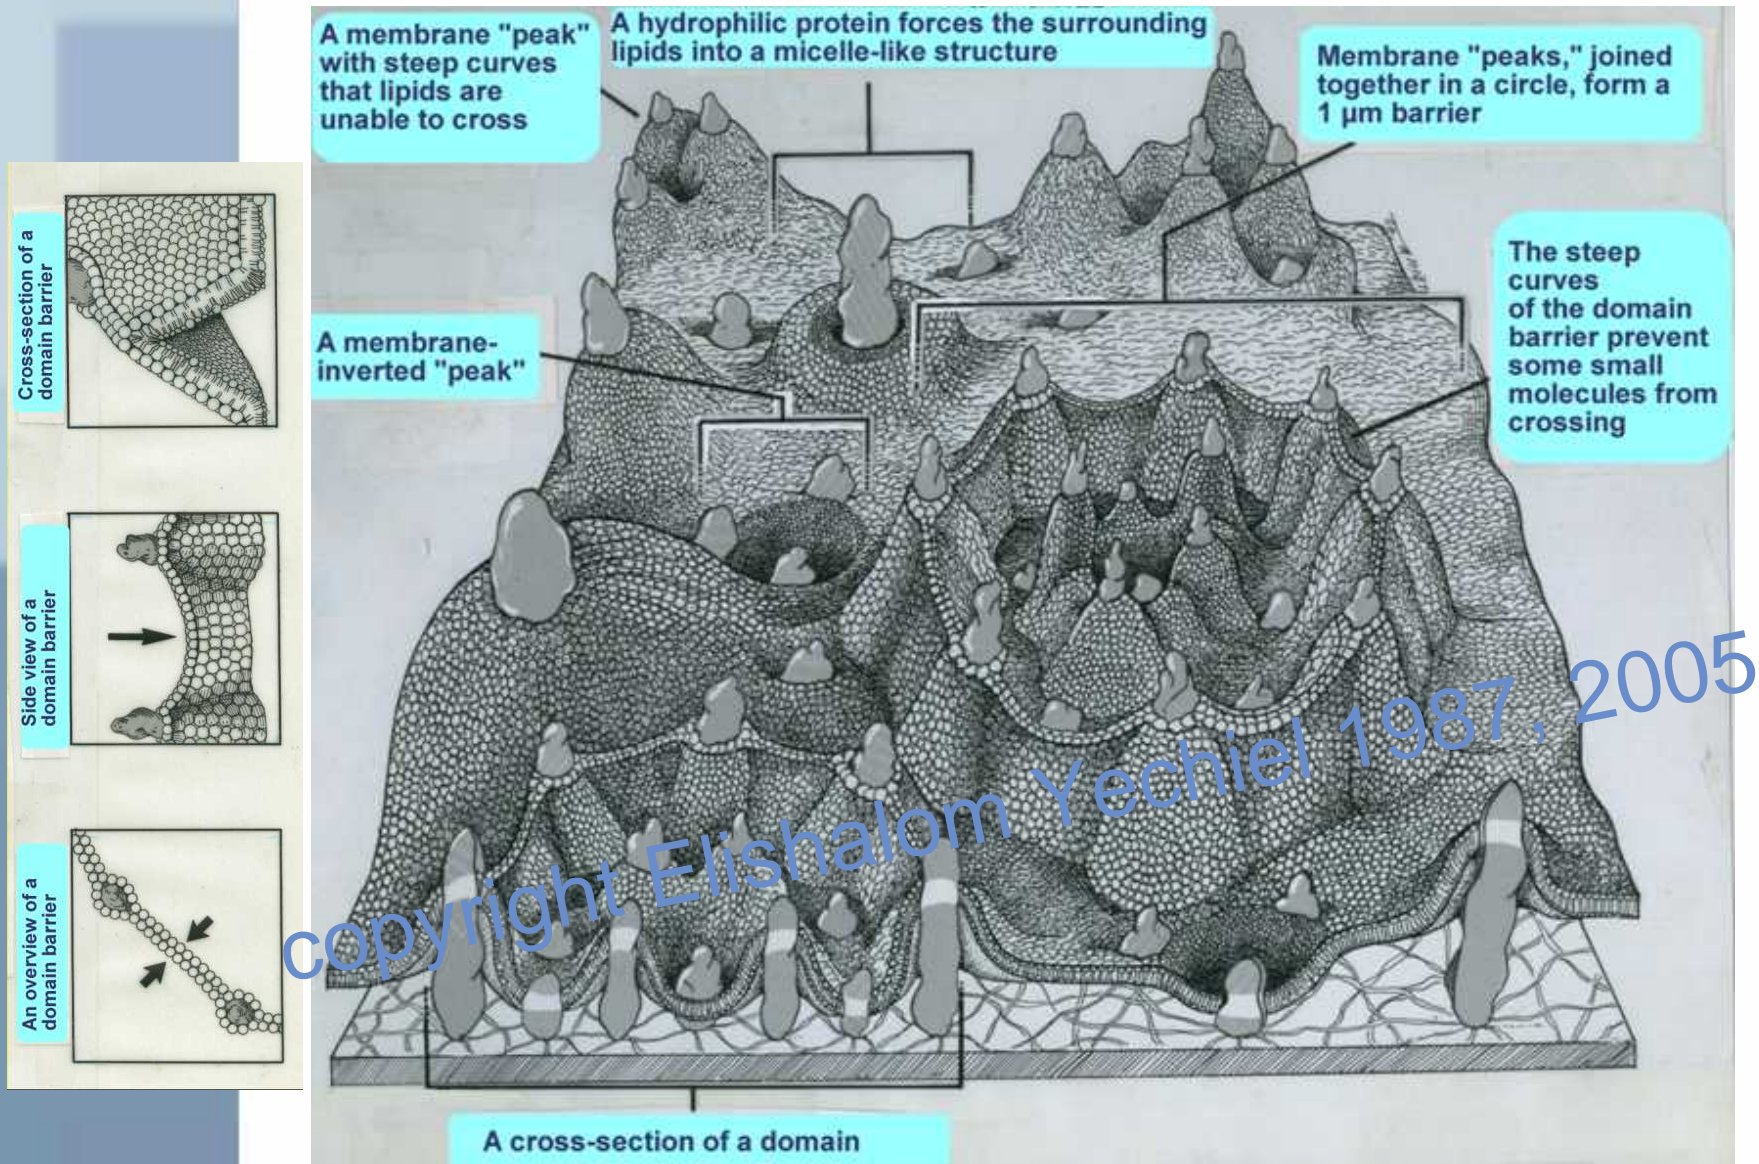 A membrane "peak"
with steep curves
that lipids are
unable to cross
A hydrophilic protein forces the surrounding
lipids into a micelle-like structure
Membrane "peaks," joined
together in a circle, form a
1 µm barrier
The steep
curves
of the domain
barrier prevent
some small
molecules from
crossing
A membrane-
inverted "peak"
Cross-section of a
domain barrier
Side view of a
domain barrier
An overview of a
domain barrier
copyright Elishalom Yechiel 1987, 2005
A cross-section of a domain